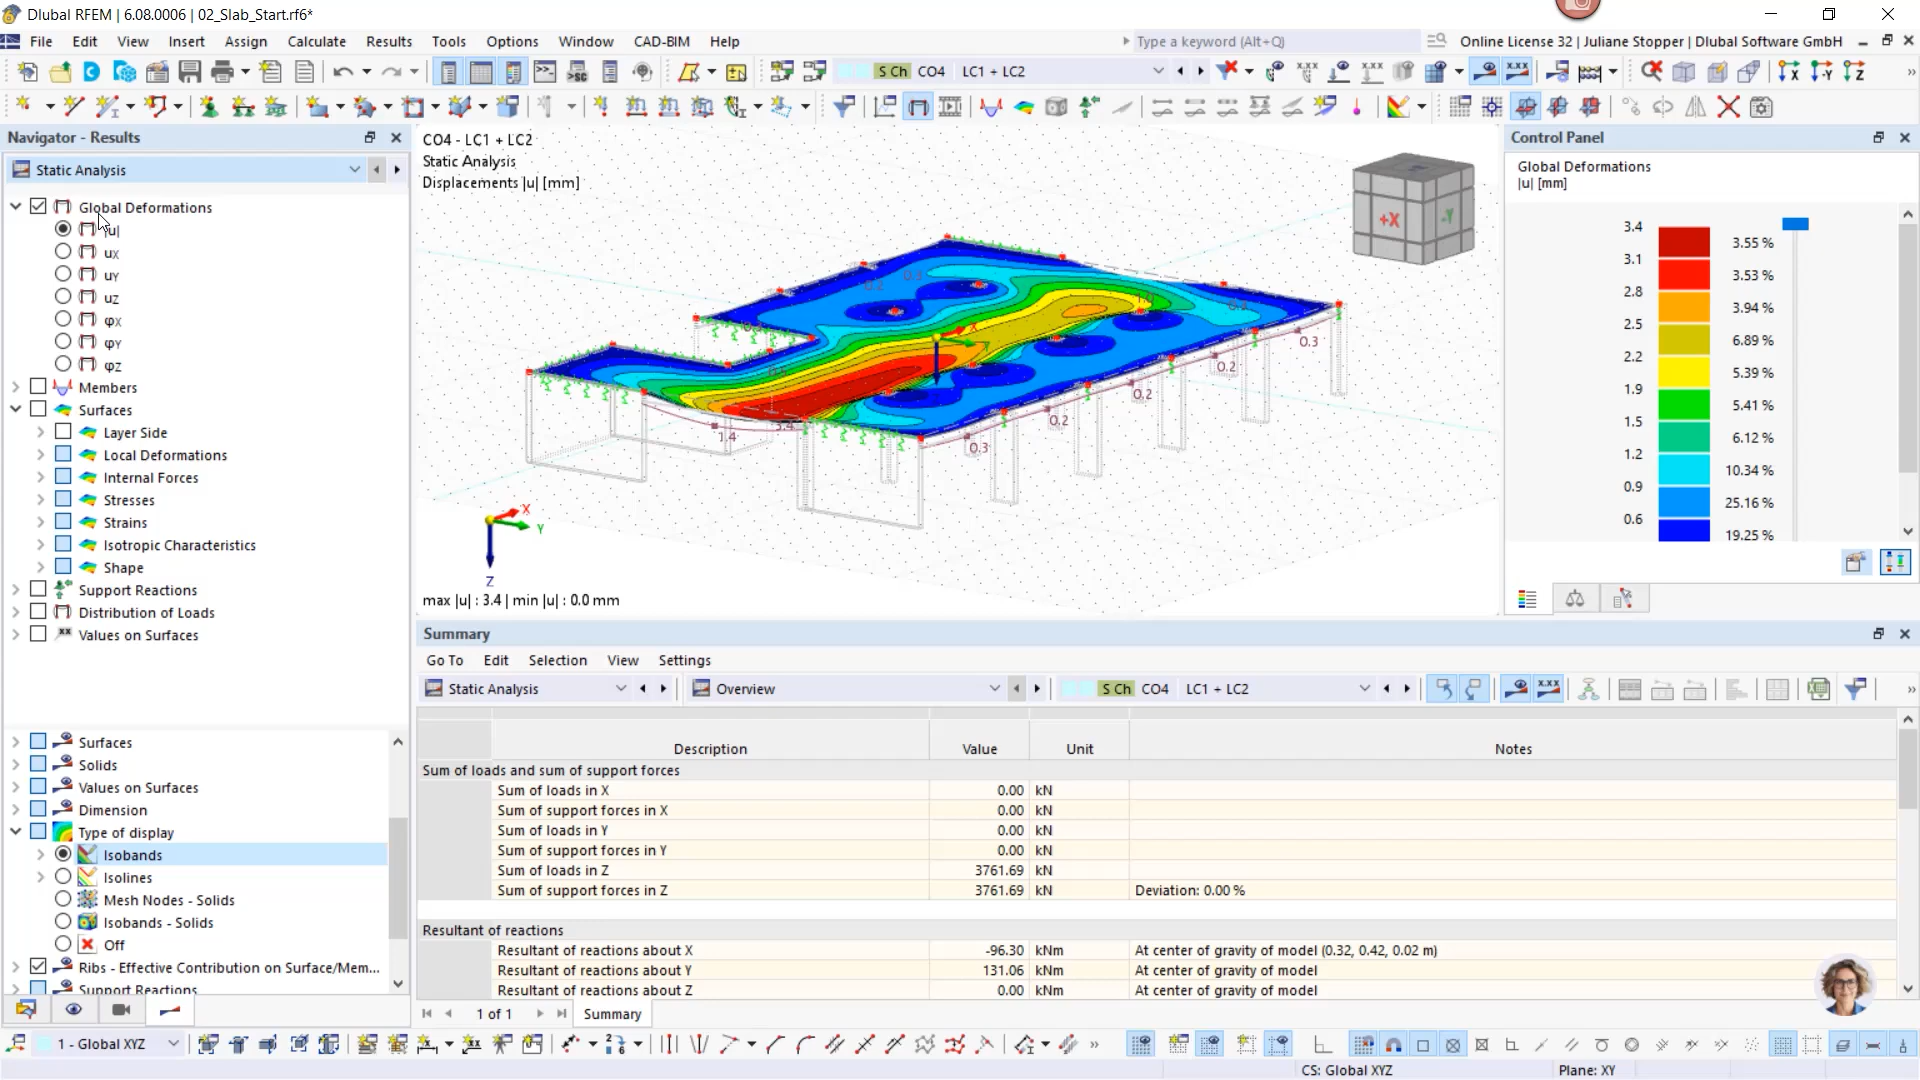 Dlubal RFEM | 6.08.0006 | 02_Slab_Start.rf6*
File Edit View Insert Assign Calculate Results Tools Options Window CAD-BIM Help
Type a keyword (Alt+Q)
Online License 32 | Juliane Stopper | Dlubal Software GmbH
S Ch CO4 LC1 + LC2
Navigator - Results
Static Analysis
Global Deformations
|u|
uX
uY
uZ
φX
φY
φZ
Members
Surfaces
Layer Side
Local Deformations
Internal Forces
Stresses
Strains
Isotropic Characteristics
Shape
Support Reactions
Distribution of Loads
Values on Surfaces
Surfaces
Solids
Values on Surfaces
Dimension
Type of display
Isobands
Isolines
Mesh Nodes - Solids
Isobands - Solids
Off
Ribs - Effective Contribution on Surface/Mem...
Support Reactions
CO4 - LC1 + LC2
Static Analysis
Displacements |u| [mm]
+X -Y
0.3
0.2
0.2
0.2
0.3
1.4
3.4
X
Y
Z
max |u| : 3.4 | min |u| : 0.0 mm
Control Panel
Global Deformations
|u| [mm]
3.4
3.55 %
3.1
3.53 %
2.8
3.94 %
2.5
6.89 %
2.2
5.39 %
1.9
5.41 %
1.5
6.12 %
1.2
10.34 %
0.9
25.16 %
0.6
19.25 %
Summary
Go To Edit Selection View Settings
Static Analysis Overview S Ch CO4 LC1 + LC2
Description Value Unit Notes
Sum of loads and sum of support forces
Sum of loads in X 0.00 kN
Sum of support forces in X 0.00 kN
Sum of loads in Y 0.00 kN
Sum of support forces in Y 0.00 kN
Sum of loads in Z 3761.69 kN
Sum of support forces in Z 3761.69 kN Deviation: 0.00 %
Resultant of reactions
Resultant of reactions about X -96.30 kNm At center of gravity of model (0.32, 0.42, 0.02 m)
Resultant of reactions about Y 131.06 kNm At center of gravity of model
Resultant of reactions about Z 0.00 kNm At center of gravity of model
1 of 1 Summary
1 - Global XYZ
CS: Global XYZ Plane: XY